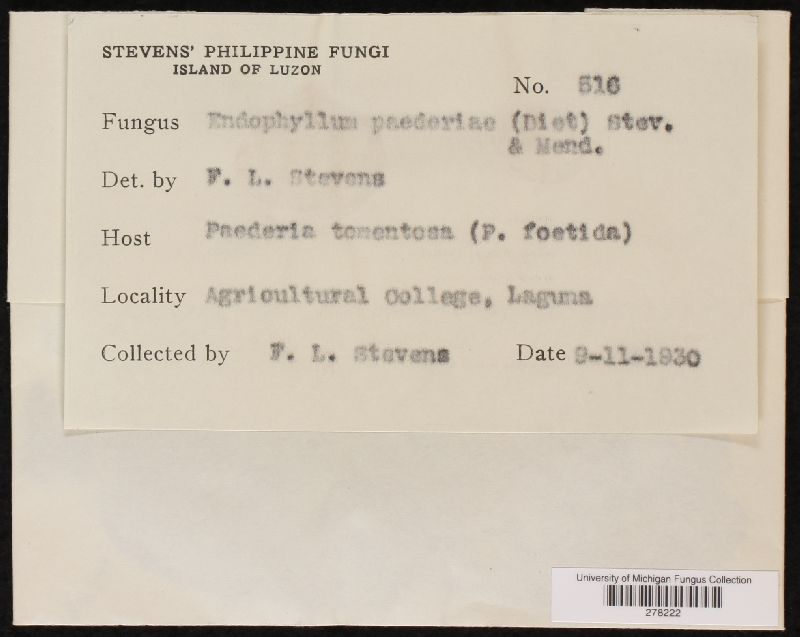 STEVENS' PHILIPPINE FUNGI
ISLAND OF LUZON
No. 516
Fungus Endophyllum paederiae (Diet) Stev.
& Mend.
Det. by F. L. Stevens
Host Paederia tomentosa (P. foetida)
Locality Agricultural College, Laguna
Collected by F. L. Stevens Date 9-11-1930
University of Michigan Fungus Collection
278222